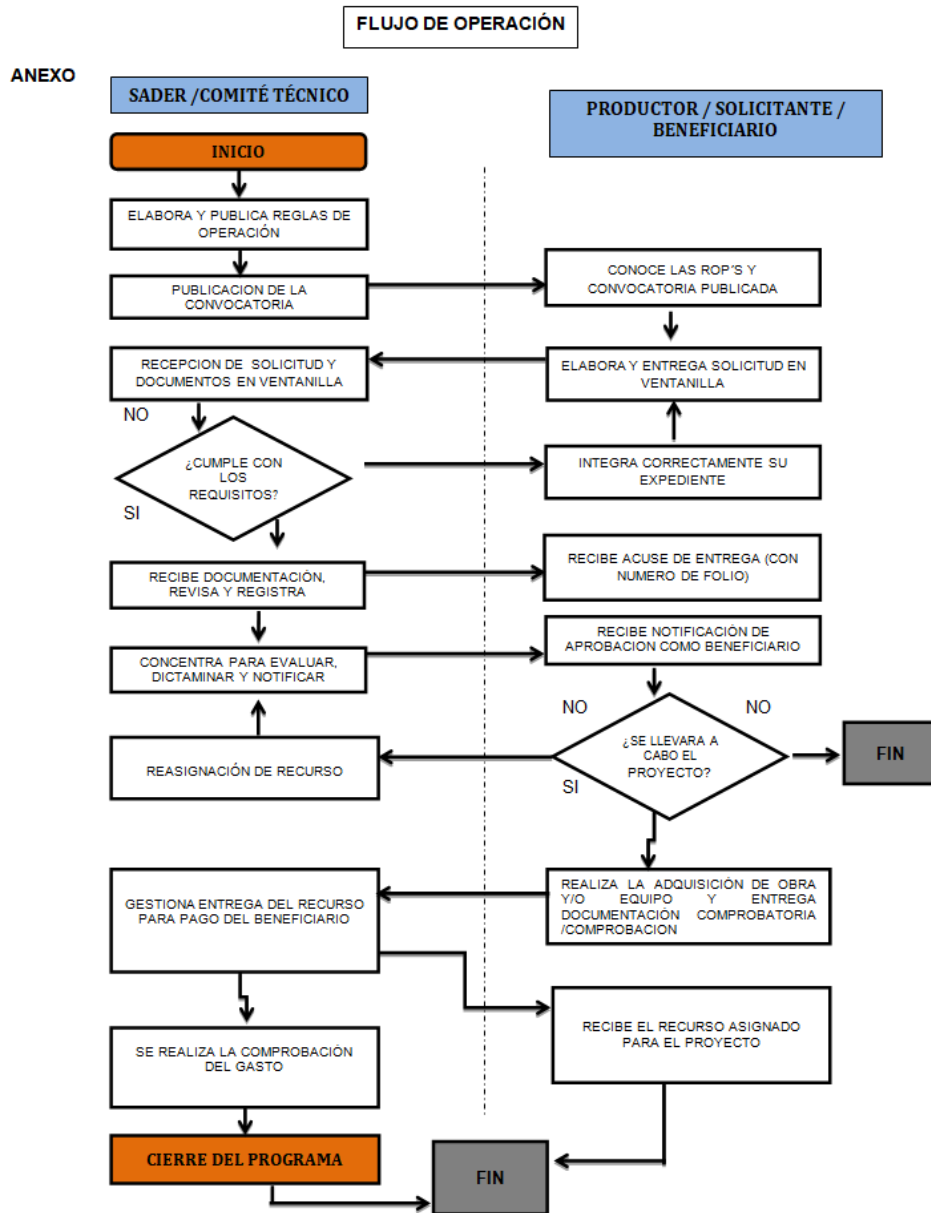 FLUJO DE OPERACIÓN
ANEXO
SADER /COMITÉ TÉCNICO
PRODUCTOR / SOLICITANTE /
BENEFICIARIO
INICIO
ELABORA Y PUBLICA REGLAS DE
OPERACIÓN
PUBLICACION DE LA
CONVOCATORIA
CONOCE LAS ROP'S Y
CONVOCATORIA PUBLICADA
RECEPCION DE SOLICITUD Y
DOCUMENTOS EN VENTANILLA
ELABORA Y ENTREGA SOLICITUD EN
VENTANILLA
NO
¿CUMPLE CON
LOS
REQUISITOS?
SI
INTEGRA CORRECTAMENTE SU
EXPEDIENTE
RECIBE DOCUMENTACIÓN,
REVISA Y REGISTRA
RECIBE ACUSE DE ENTREGA (CON
NUMERO DE FOLIO)
CONCENTRA PARA EVALUAR,
DICTAMINAR Y NOTIFICAR
RECIBE NOTIFICACIÓN DE
APROBACION COMO BENEFICIARIO
NO
NO
¿SE LLEVARA A
CABO EL
PROYECTO?
SI
FIN
REASIGNACIÓN DE RECURSO
GESTIONA ENTREGA DEL RECURSO
PARA PAGO DEL BENEFICIARIO
REALIZA LA ADQUISICIÓN DE OBRA
Y/O EQUIPO Y ENTREGA
DOCUMENTACIÓN COMPROBATORIA
/COMPROBACION
SE REALIZA LA COMPROBACIÓN
DEL GASTO
RECIBE EL RECURSO ASIGNADO
PARA EL PROYECTO
CIERRE DEL PROGRAMA
FIN